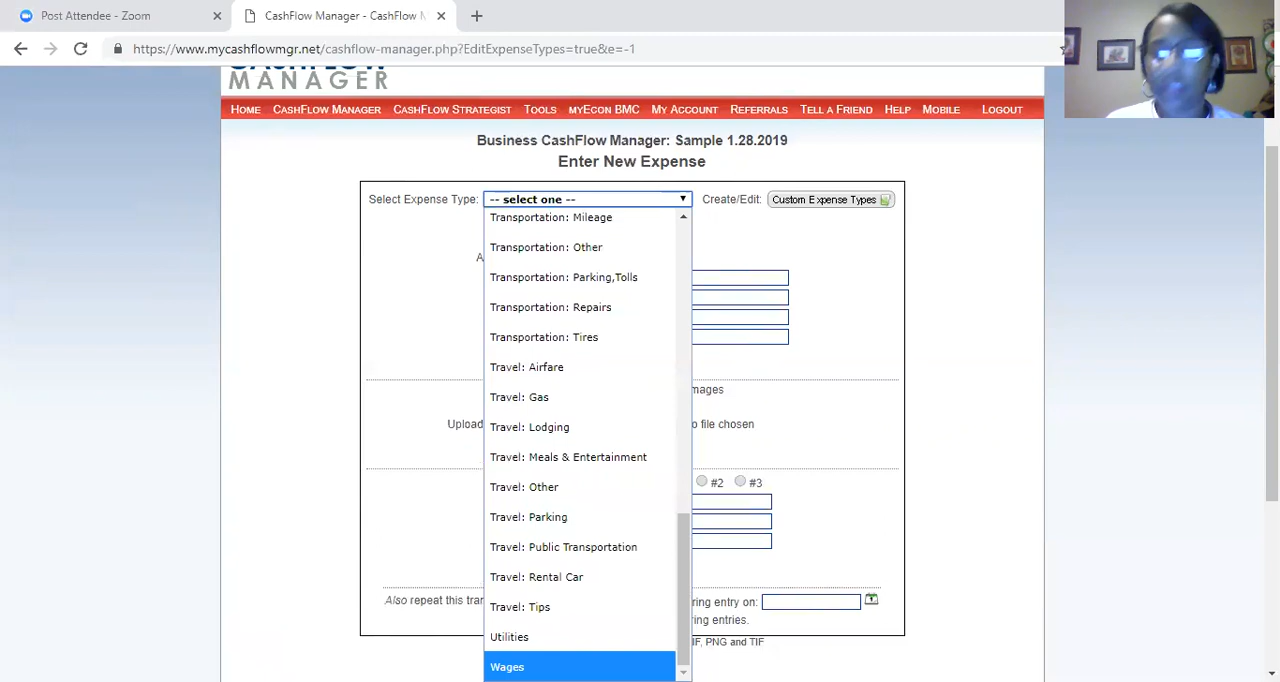 Post Attendee - Zoom
CashFlow Manager - CashFlow M
https://www.mycashflowmgr.net/cashflow-manager.php?EditExpenseTypes=true&e=-1
CASHFLOW
MANAGER
HOME CASHFLOW MANAGER CASHFLOW STRATEGIST TOOLS MYECON BMC MY ACCOUNT REFERRALS TELL A FRIEND HELP MOBILE LOGOUT
Business CashFlow Manager: Sample 1.28.2019
Enter New Expense
Select Expense Type: -- select one -- Create/Edit: Custom Expense Types
Transportation: Mileage
Transportation: Other
A
Transportation: Parking,Tolls
Transportation: Repairs
Transportation: Tires
Travel: Airfare
mages
Travel: Gas
Upload
o file chosen
Travel: Lodging
Travel: Meals & Entertainment
#2 #3
Travel: Other
Travel: Parking
Travel: Public Transportation
Travel: Rental Car
Also repeat this tran
ring entry on:
Travel: Tips
ring entries.
Utilities
IF, PNG and TIF
Wages